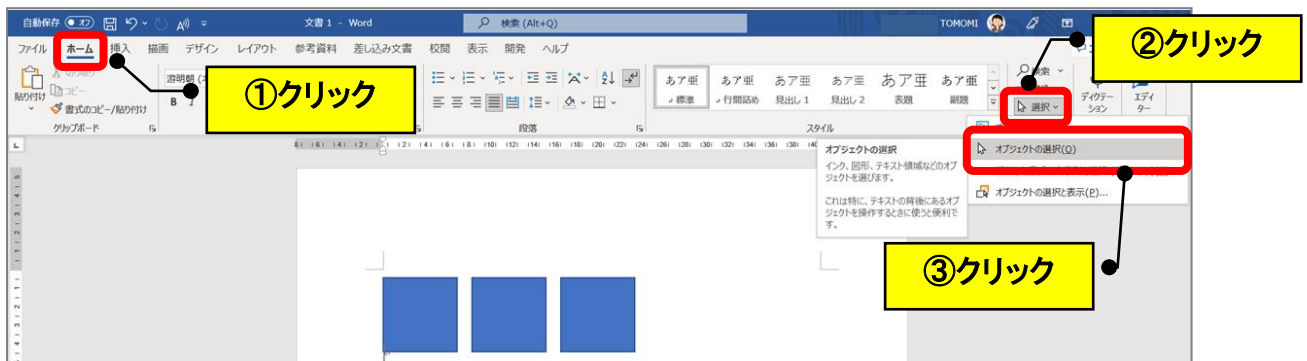 自動保存 オフ 文書 1 - Word 検索 (Alt+Q) TOMOMI
ファイル ホーム 挿入 描画 デザイン レイアウト 参考資料 差し込み文書 校閲 表示 開発 ヘルプ
②クリック
①クリック
貼り付け
コピー
書式のコピー/貼り付け
クリップボード
游明朝
B I
段落
あア亜 あア亜 あア亜 あア亜 あア亜 あア亜
標準 行間詰め 見出し 1 見出し 2 表題 副題
スタイル
検索
選択
ディクテーション
エディター
オブジェクトの選択
インク、図形、テキスト領域などのオブ
ジェクトを選びます。
これは特に、テキストの背後にあるオブ
ジェクトを操作するときに使うと便利で
す。
オブジェクトの選択(O)
オブジェクトの選択と表示(P)...
③クリック